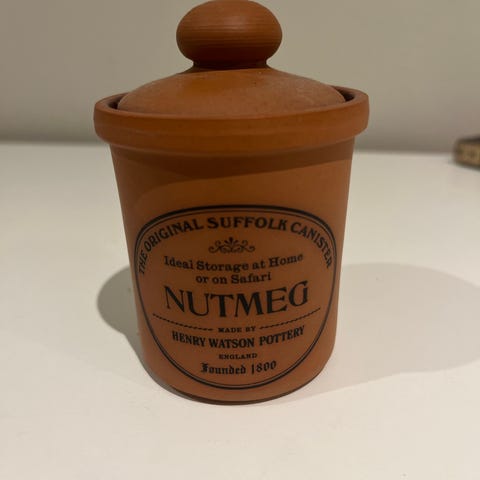 THE ORIGINAL SUFFOLK CANISTER
Ideal Storage at Home
or on Safari
NUTMEG
MADE BY
HENRY WATSON POTTERY
ENGLAND
Founded 1800